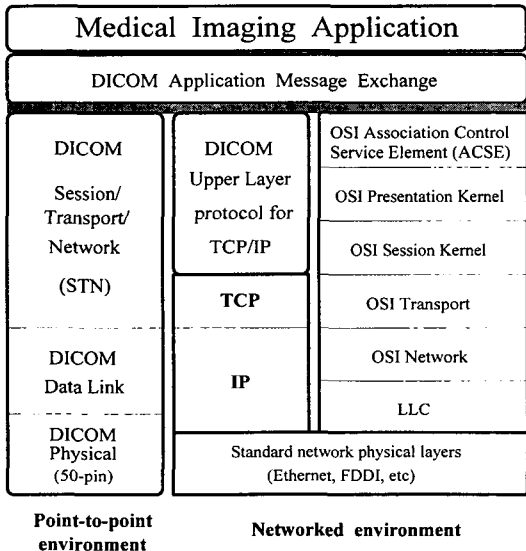 Medical Imaging Application
DICOM Application Message Exchange
DICOM
Session/
Transport/
Network
(STN)
DICOM
Data Link
DICOM
Physical
(50-pin)
DICOM
Upper Layer
protocol for
TCP/IP
TCP
IP
OSI Association Control
Service Element (ACSE)
OSI Presentation Kernel
OSI Session Kernel
OSI Transport
OSI Network
LLC
Standard network physical layers
(Ethernet, FDDI, etc)
Point-to-point
environment
Networked environment